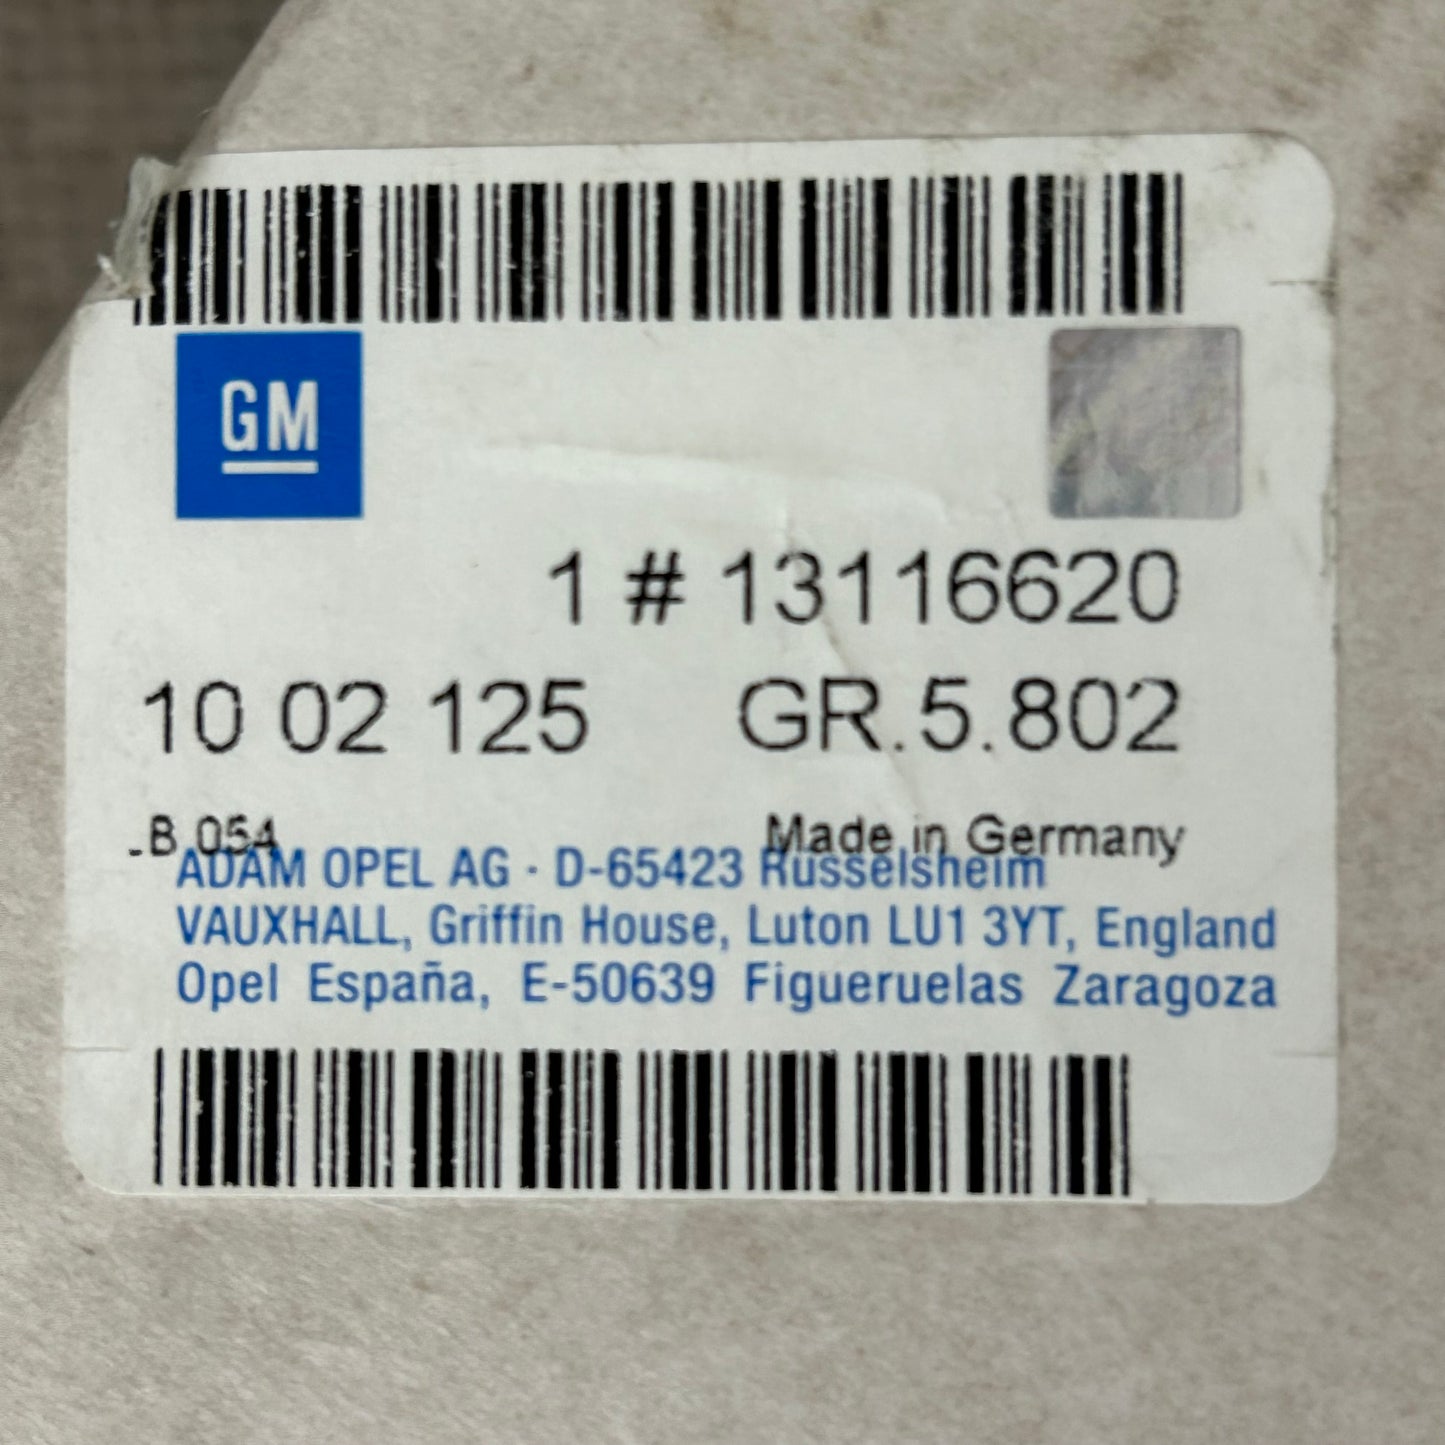 GM
1 # 13116620
10 02 125 GR.5.802
B 054 Made in Germany
ADAM OPEL AG · D-65423 Rüsselsheim
VAUXHALL, Griffin House, Luton LU1 3YT, England
Opel España, E-50639 Figueruelas Zaragoza